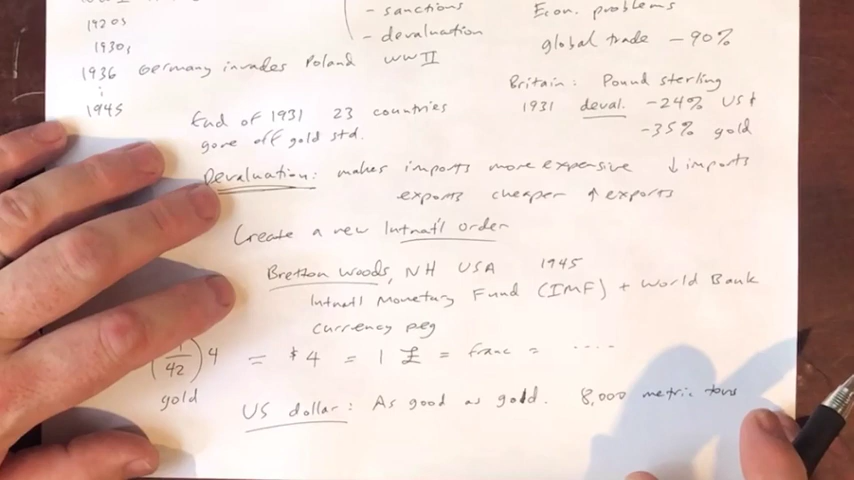 - sanctions
Econ. problems
1920s
- devaluation
global trade -90%
1930s
WW II
1936 Germany invades Poland
Britain: Pound sterling
1945
End of 1931 23 countries
1931 deval. -24% US$
gone off gold std.
-35% gold
Devaluation: makes imports more expensive ↓ imports
exports cheaper ↑ exports
Create a new Intnat'l order
Bretton Woods, NH USA 1945
Intnat'l Monetary Fund (IMF) + World Bank
currency peg
42) 4 = $4 = 1 £ = franc = ....
gold
US dollar: As good as gold. 8,000 metric tons